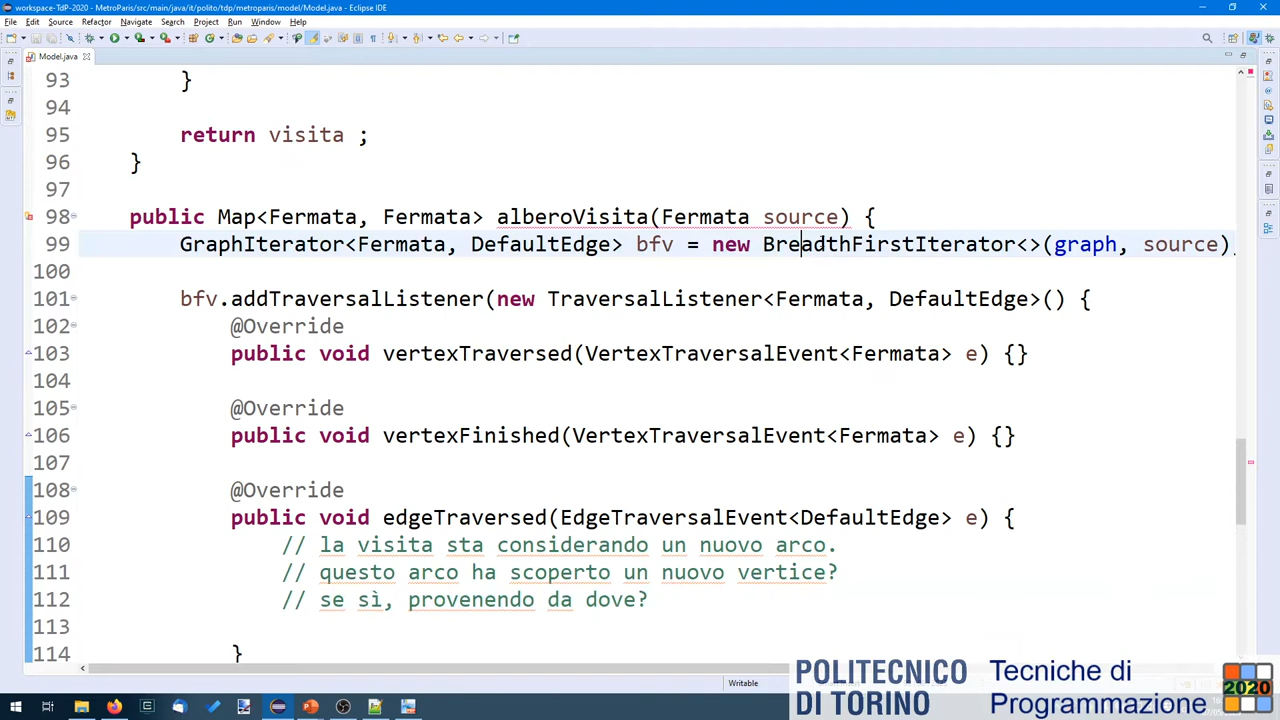 workspace-TdP-2020 - MetroParis/src/main/java/it/polito/tdp/metroparis/model/Model.java - Eclipse IDE
File Edit Source Refactor Navigate Search Project Run Window Help
Model.java
93 }
94
95 return visita ;
96 }
97
98 public Map<Fermata, Fermata> alberoVisita(Fermata source) {
99 GraphIterator<Fermata, DefaultEdge> bfv = new BreadthFirstIterator<>(graph, source)
100
101 bfv.addTraversalListener(new TraversalListener<Fermata, DefaultEdge>() {
102 @Override
103 public void vertexTraversed(VertexTraversalEvent<Fermata> e) {}
104
105 @Override
106 public void vertexFinished(VertexTraversalEvent<Fermata> e) {}
107
108 @Override
109 public void edgeTraversed(EdgeTraversalEvent<DefaultEdge> e) {
110 // la visita sta considerando un nuovo arco.
111 // questo arco ha scoperto un nuovo vertice?
112 // se sì, provenendo da dove?
113
114 }
Writable
POLITECNICO
DI TORINO
Tecniche di
Programmazione
2020